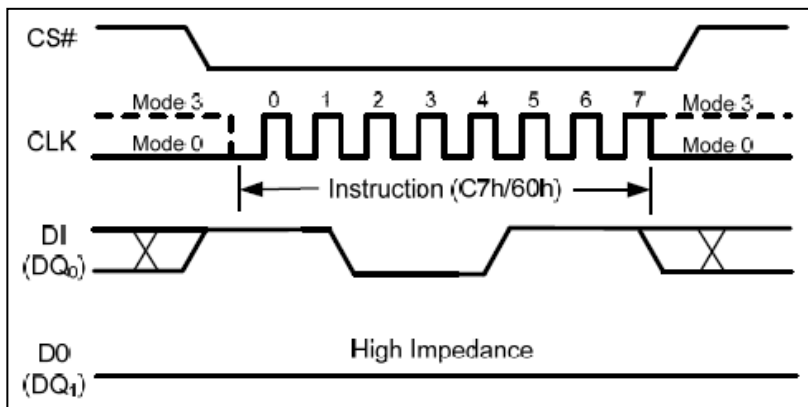 CS#
Mode 3 0 1 2 3 4 5 6 7 Mode 3
CLK Mode 0 Mode 0
Instruction (C7h/60h)
DI
(DQ0)
High Impedance
D0
(DQ1)